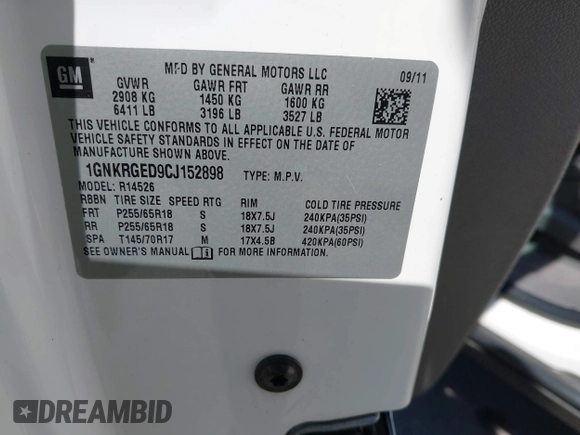 GM
®
MFD BY GENERAL MOTORS LLC
09/11
GVWR GAWR FRT GAWR RR
2908 KG 1450 KG 1600 KG
6411 LB 3196 LB 3527 LB
THIS VEHICLE CONFORMS TO ALL APPLICABLE U.S. FEDERAL MOTOR
VEHICLE SAFETY STANDARDS IN EFFECT ON THE DATE OF
MANUFACTURE SHOWN ABOVE.
1GNKRGED9CJ152898 TYPE: M.P.V.
MODEL: R14526
RBBN TIRE SIZE SPEED RTG RIM COLD TIRE PRESSURE
FRT P255/65R18 S 18X7.5J 240KPA(35PSI)
RR P255/65R18 S 18X7.5J 240KPA(35PSI)
SPA T145/70R17 M 17X4.5B 420KPA(60PSI)
SEE OWNER'S MANUAL FOR MORE INFORMATION
DREAMBID